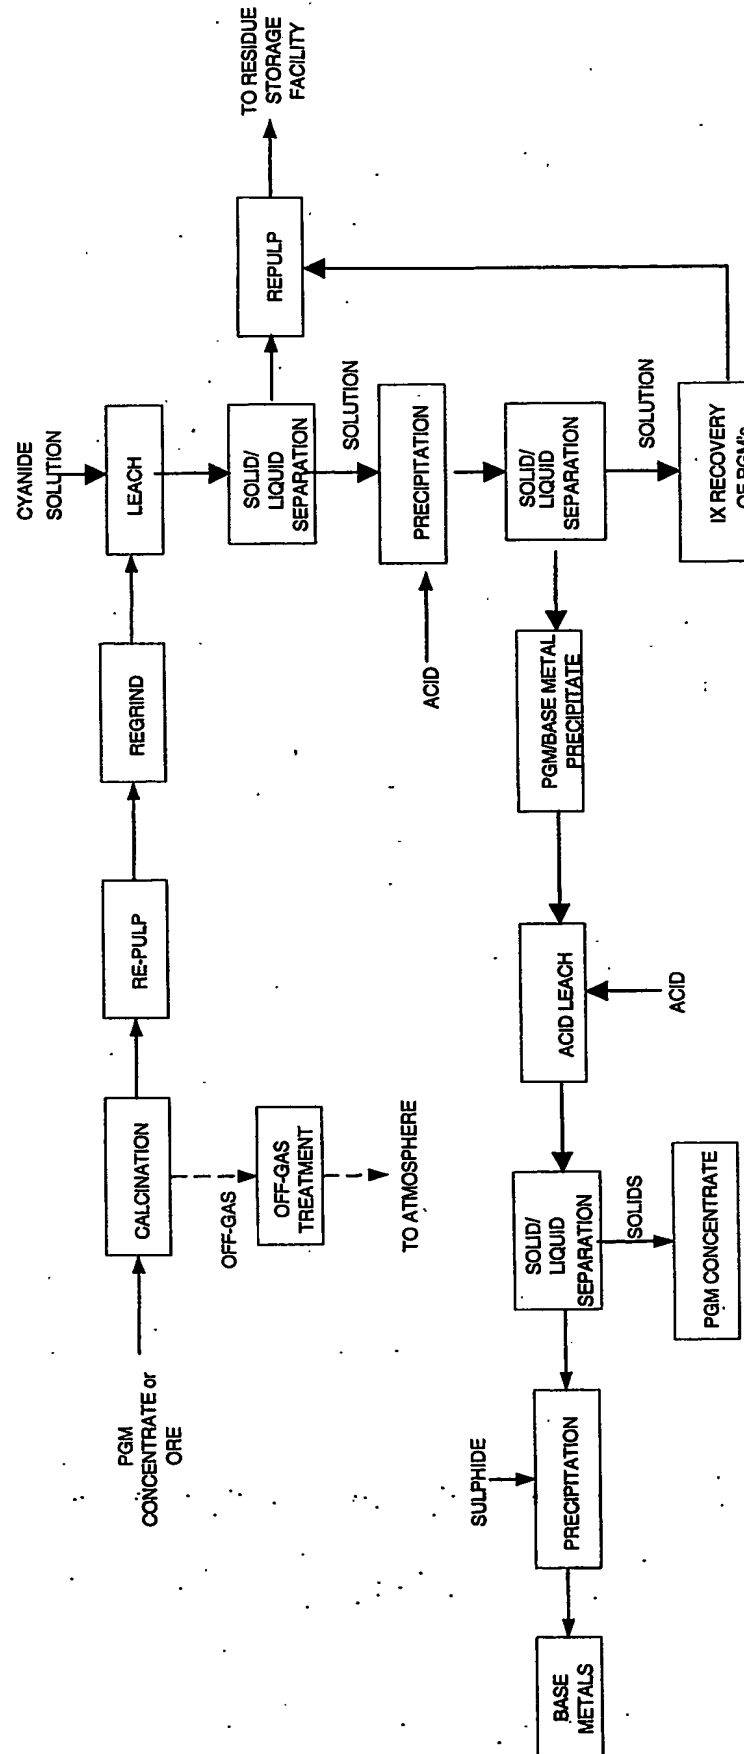 PGM
CONCENTRATE or
ORE
CALCINATION
OFF-GAS
OFF-GAS
TREATMENT
TO ATMOSPHERE
RE-PULP
REGRIND
CYANIDE
SOLUTION
LEACH
SOLID/
LIQUID
SEPARATION
REPULP
TO RESIDUE
STORAGE
FACILITY
SOLUTION
PRECIPITATION
ACID
SOLID/
LIQUID
SEPARATION
SOLUTION
IX RECOVERY
OF PGM's
PGM/BASE METAL
PRECIPITATE
ACID LEACH
ACID
SOLID/
LIQUID
SEPARATION
SOLIDS
PGM CONCENTRATE
SULPHIDE
PRECIPITATION
BASE
METALS